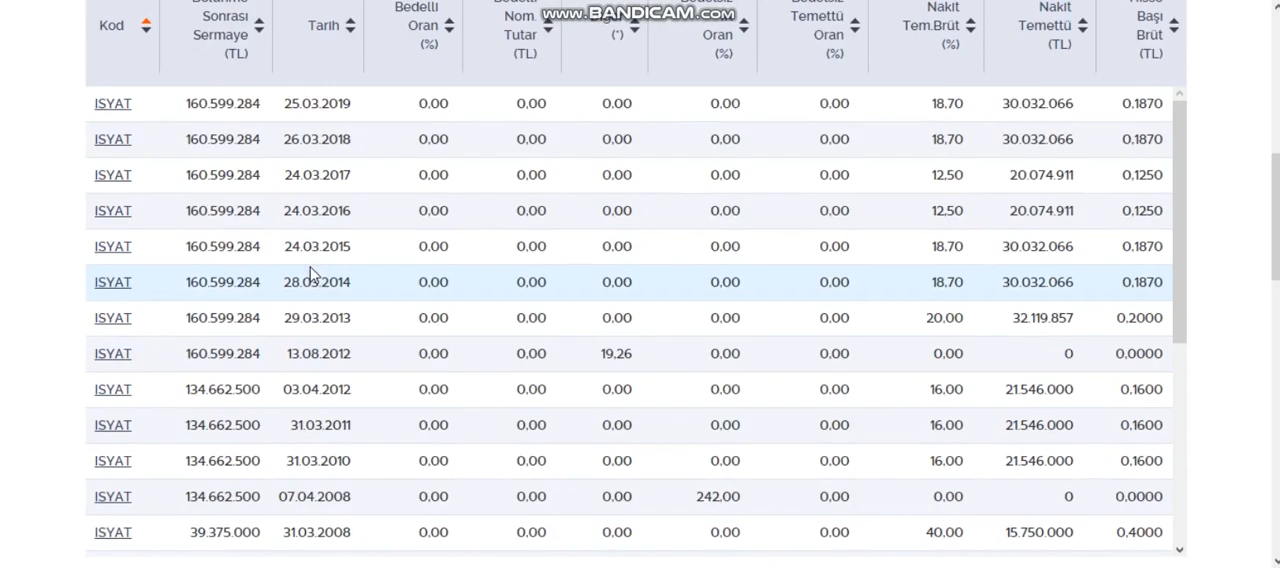 www.BANDICAM.com
Kod Sonrası Sermaye (TL) Tarih Bedelli Oran (%) Nom. Tutar (TL) (*) Oran (%) Temettü Oran (%) Nakit Tem.Brüt (%) Nakit Temettü (TL) Başı Brüt (TL)
ISYAT 160.599.284 25.03.2019 0,00 0,00 0,00 0,00 0,00 18,70 30.032.066 0,1870
ISYAT 160.599.284 26.03.2018 0,00 0,00 0,00 0,00 0,00 18,70 30.032.066 0,1870
ISYAT 160.599.284 24.03.2017 0,00 0,00 0,00 0,00 0,00 12,50 20.074.911 0,1250
ISYAT 160.599.284 24.03.2016 0,00 0,00 0,00 0,00 0,00 12,50 20.074.911 0,1250
ISYAT 160.599.284 24.03.2015 0,00 0,00 0,00 0,00 0,00 18,70 30.032.066 0,1870
ISYAT 160.599.284 28.03.2014 0,00 0,00 0,00 0,00 0,00 18,70 30.032.066 0,1870
ISYAT 160.599.284 29.03.2013 0,00 0,00 0,00 0,00 0,00 20,00 32.119.857 0,2000
ISYAT 160.599.284 13.08.2012 0,00 0,00 19,26 0,00 0,00 0,00 0 0,0000
ISYAT 134.662.500 03.04.2012 0,00 0,00 0,00 0,00 0,00 16,00 21.546.000 0,1600
ISYAT 134.662.500 31.03.2011 0,00 0,00 0,00 0,00 0,00 16,00 21.546.000 0,1600
ISYAT 134.662.500 31.03.2010 0,00 0,00 0,00 0,00 0,00 16,00 21.546.000 0,1600
ISYAT 134.662.500 07.04.2008 0,00 0,00 0,00 242,00 0,00 0,00 0 0,0000
ISYAT 39.375.000 31.03.2008 0,00 0,00 0,00 0,00 0,00 40,00 15.750.000 0,4000